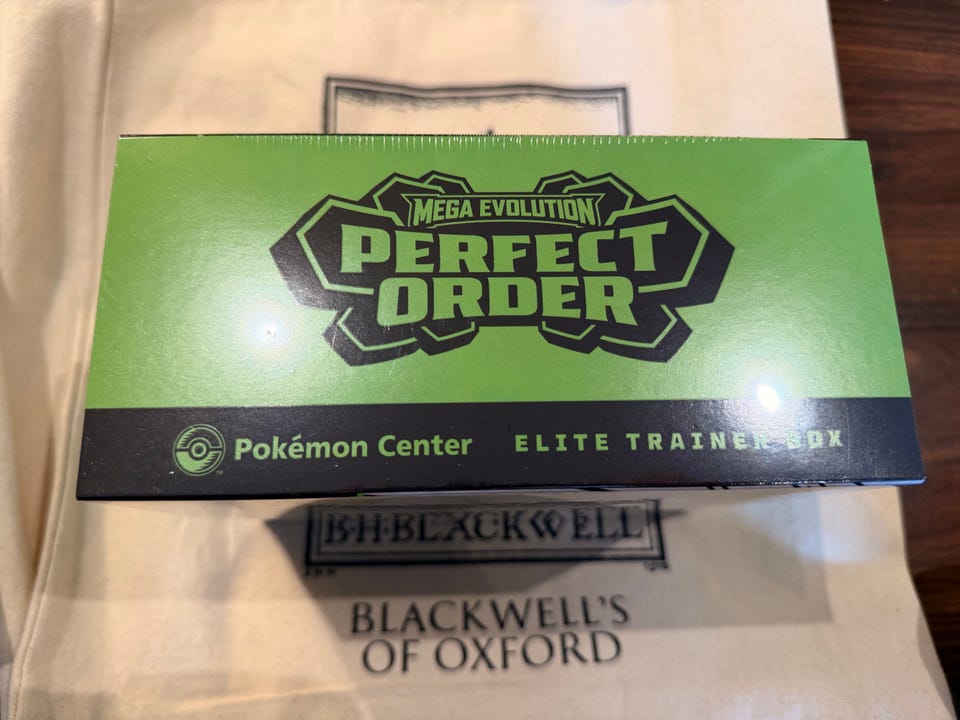 MEGA EVOLUTION
PERFECT
ORDER
Pokémon Center ELITE TRAINER BOX
B·H·BLACKWELL
BLACKWELL'S
OF OXFORD